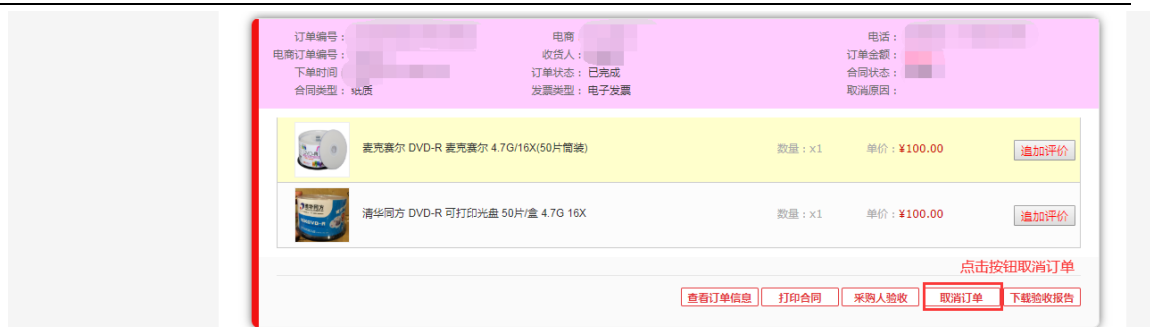 订单编号： 电商 电话：
电商订单编号： 收货人： 订单金额：
下单时间 订单状态：已完成 合同状态：
合同类型：纸质 发票类型：电子发票 取消原因：
麦克赛尔 DVD-R 麦克赛尔 4.7G/16X(50片筒装) 数量：x1 单价：¥100.00 追加评价
清华同方 DVD-R 可打印光盘 50片/盒 4.7G 16X 数量：x1 单价：¥100.00 追加评价
点击按钮取消订单
查看订单信息 打印合同 采购人验收 取消订单 下载验收报告